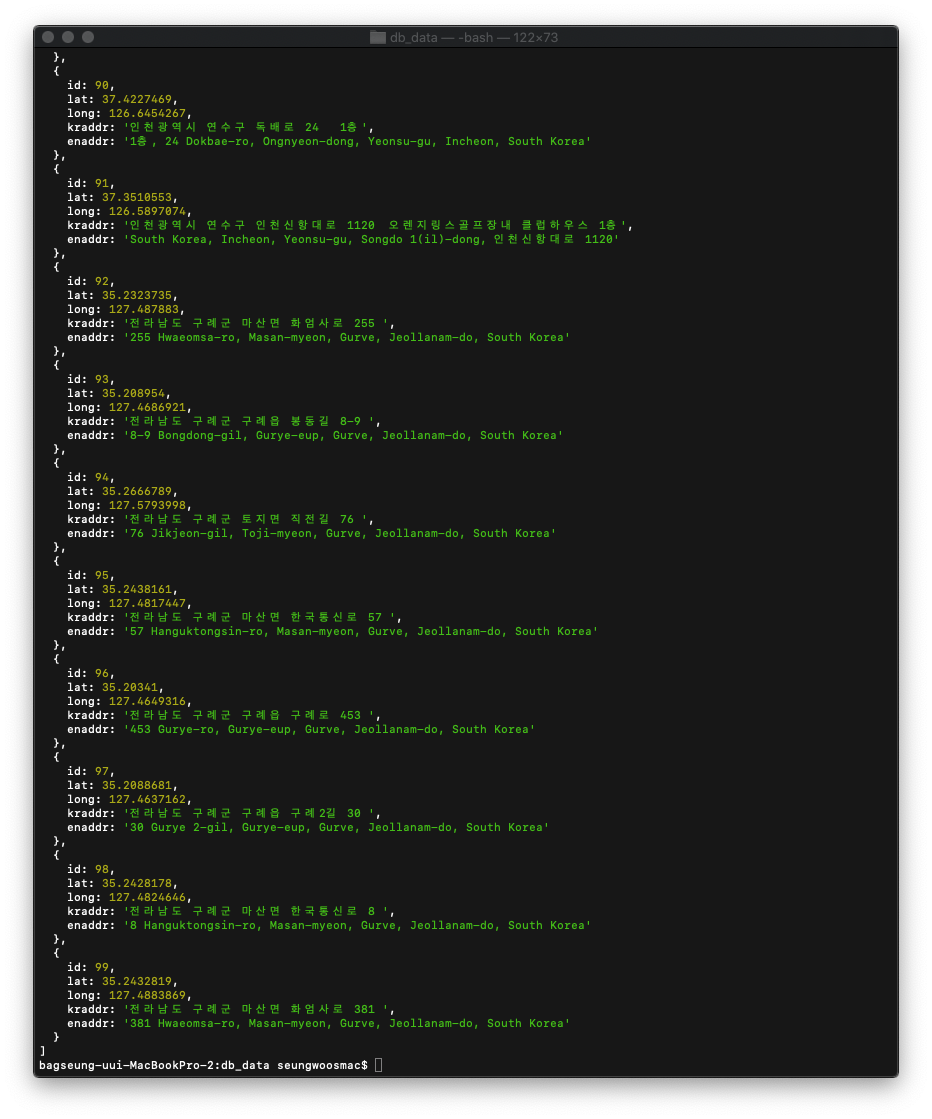 db_data — -bash — 122×73
},
{
id: 90,
lat: 37.4227469,
long: 126.6454267,
kraddr: '인천광역시 연수구 독배로 24   1층',
enaddr: '1층, 24 Dokbae-ro, Ongnyeon-dong, Yeonsu-gu, Incheon, South Korea'
},
{
id: 91,
lat: 37.3510553,
long: 126.5897074,
kraddr: '인천광역시 연수구 인천신항대로 1120  오렌지링스골프장내 클럽하우스 1층',
enaddr: 'South Korea, Incheon, Yeonsu-gu, Songdo 1(il)-dong, 인천신항대로 1120'
},
{
id: 92,
lat: 35.2323735,
long: 127.487883,
kraddr: '전라남도 구례군 마산면 화엄사로 255 ',
enaddr: '255 Hwaeomsa-ro, Masan-myeon, Gurve, Jeollanam-do, South Korea'
},
{
id: 93,
lat: 35.208954,
long: 127.4686921,
kraddr: '전라남도 구례군 구례읍 봉동길 8-9 ',
enaddr: '8-9 Bongdong-gil, Gurye-eup, Gurve, Jeollanam-do, South Korea'
},
{
id: 94,
lat: 35.2666789,
long: 127.5793998,
kraddr: '전라남도 구례군 토지면 직전길 76 ',
enaddr: '76 Jikjeon-gil, Toji-myeon, Gurve, Jeollanam-do, South Korea'
},
{
id: 95,
lat: 35.2438161,
long: 127.4817447,
kraddr: '전라남도 구례군 마산면 한국통신로 57 ',
enaddr: '57 Hanguktongsin-ro, Masan-myeon, Gurve, Jeollanam-do, South Korea'
},
{
id: 96,
lat: 35.20341,
long: 127.4649316,
kraddr: '전라남도 구례군 구례읍 구례로 453 ',
enaddr: '453 Gurye-ro, Gurye-eup, Gurve, Jeollanam-do, South Korea'
},
{
id: 97,
lat: 35.2088681,
long: 127.4637162,
kraddr: '전라남도 구례군 구례읍 구례2길 30 ',
enaddr: '30 Gurye 2-gil, Gurye-eup, Gurve, Jeollanam-do, South Korea'
},
{
id: 98,
lat: 35.2428178,
long: 127.4824646,
kraddr: '전라남도 구례군 마산면 한국통신로 8 ',
enaddr: '8 Hanguktongsin-ro, Masan-myeon, Gurve, Jeollanam-do, South Korea'
},
{
id: 99,
lat: 35.2432819,
long: 127.4883869,
kraddr: '전라남도 구례군 마산면 화엄사로 381 ',
enaddr: '381 Hwaeomsa-ro, Masan-myeon, Gurve, Jeollanam-do, South Korea'
}
]
bagseung-uui-MacBookPro-2:db_data seungwoosmac$